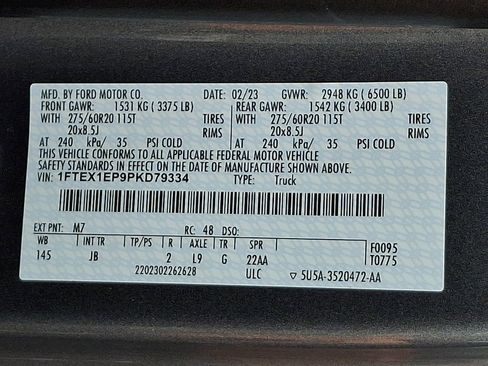 MFD. BY FORD MOTOR CO. DATE: 02/23 GVWR: 2948 KG ( 6500 LB)
FRONT GAWR: 1531 KG ( 3375 LB) REAR GAWR: 1542 KG ( 3400 LB)
WITH 275/60R20 115T TIRES WITH 275/60R20 115T TIRES
20x8.5J RIMS 20x8.5J RIMS
AT 240 kPa/ 35 PSI COLD AT 240 kPa/ 35 PSI COLD
THIS VEHICLE CONFORMS TO ALL APPLICABLE FEDERAL MOTOR VEHICLE
SAFETY STANDARDS IN EFFECT ON THE DATE OF MANUFACTURE SHOWN ABOVE.
VIN: 1FTEX1EP9PKD79334 TYPE: Truck
EXT PNT: M7 RC: 48 DSO:
WB INT TR TP/PS R AXLE TR SPR F0095
145 JB 2 L9 G 22AA T0775
2202302262628 ULC ▽ 5U5A-3520472-AA